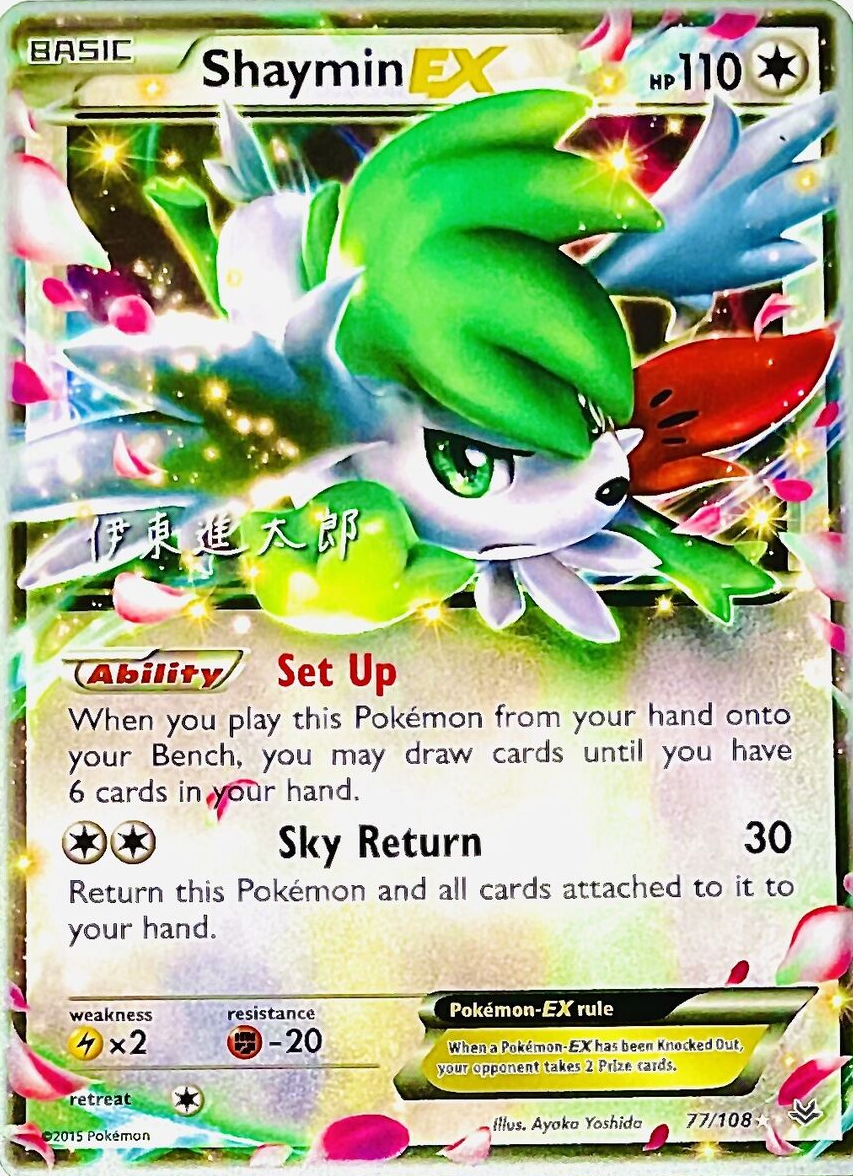 BASIC
Shaymin EX
HP 110
伊東進太郎
Ability Set Up
When you play this Pokémon from your hand onto
your Bench, you may draw cards until you have
6 cards in your hand.
Sky Return 30
Return this Pokémon and all cards attached to it to
your hand.
weakness resistance
×2 -20
Pokémon-EX rule
When a Pokémon-EX has been Knocked Out,
your opponent takes 2 Prize cards.
retreat
©2015 Pokémon
Illus. Ayaka Yoshida 77/108